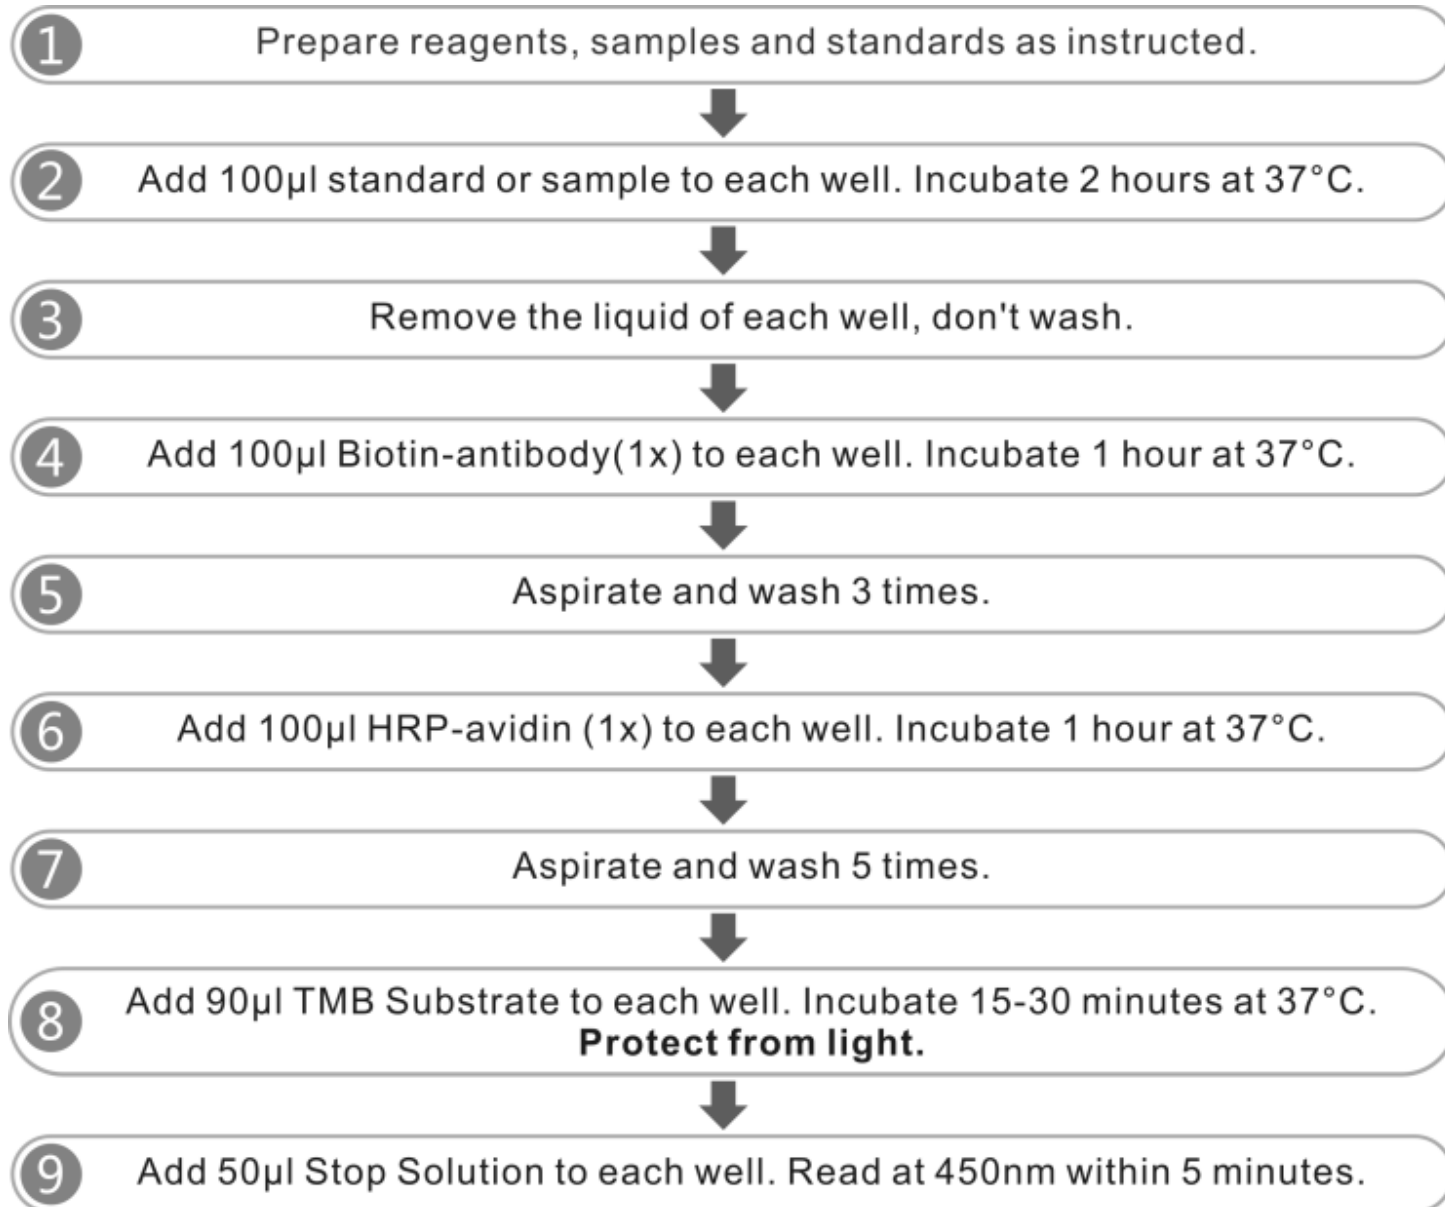 1 Prepare reagents, samples and standards as instructed.
2 Add 100µl standard or sample to each well. Incubate 2 hours at 37°C.
3 Remove the liquid of each well, don't wash.
4 Add 100µl Biotin-antibody(1x) to each well. Incubate 1 hour at 37°C.
5 Aspirate and wash 3 times.
6 Add 100µl HRP-avidin (1x) to each well. Incubate 1 hour at 37°C.
7 Aspirate and wash 5 times.
8 Add 90µl TMB Substrate to each well. Incubate 15-30 minutes at 37°C.
Protect from light.
9 Add 50µl Stop Solution to each well. Read at 450nm within 5 minutes.